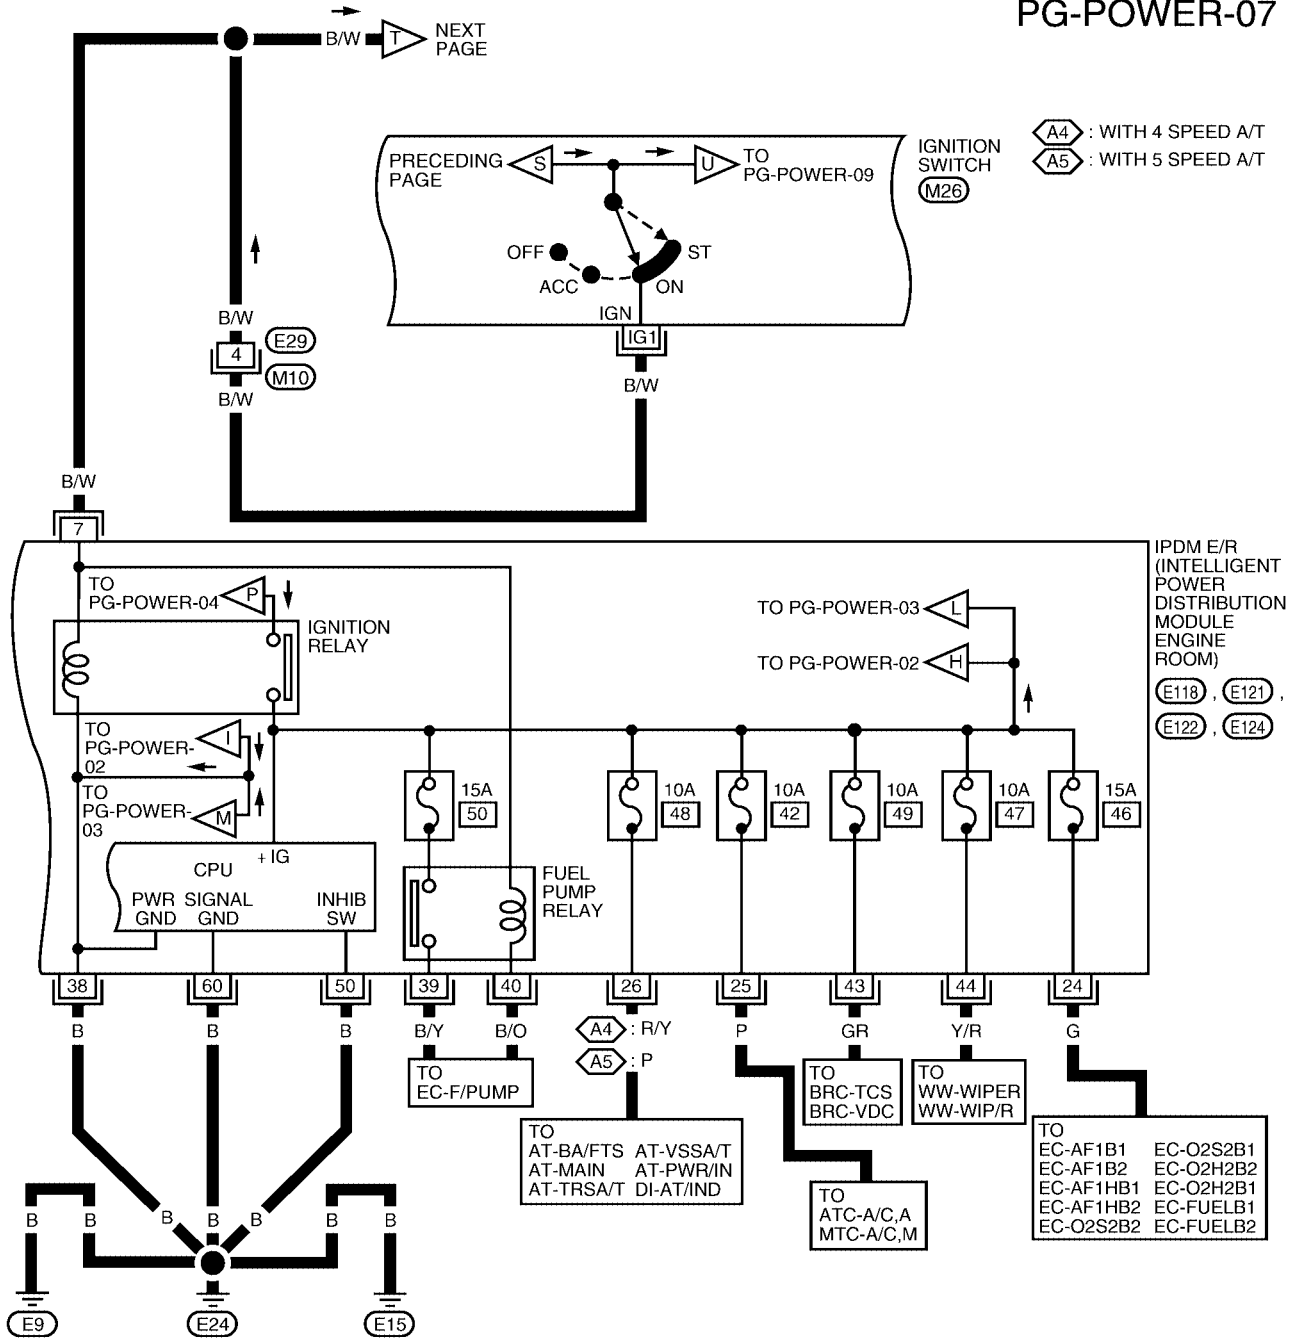 PG-POWER-07
B/W
T
NEXT
PAGE
A4 : WITH 4 SPEED A/T
A5 : WITH 5 SPEED A/T
IGNITION
SWITCH
M26
PRECEDING
PAGE
S
U
TO
PG-POWER-09
OFF
ACC
ON
ST
IGN
IG1
B/W
B/W
4
E29
M10
B/W
B/W
7
IPDM E/R
(INTELLIGENT
POWER
DISTRIBUTION
MODULE
ENGINE
ROOM)
E118 , E121 ,
E122 , E124
TO
PG-POWER-04
P
IGNITION
RELAY
TO PG-POWER-03
L
TO PG-POWER-02
H
TO
PG-POWER-
02
I
TO
PG-POWER-
03
M
15A
50
10A
48
10A
42
10A
49
10A
47
15A
46
+ IG
CPU
PWR
GND
SIGNAL
GND
INHIB
SW
FUEL
PUMP
RELAY
38
60
50
39
40
26
25
43
44
24
B
B
B
B/Y
B/O
A4 : R/Y
A5 : P
P
GR
Y/R
G
TO
EC-F/PUMP
TO
AT-BA/FTS AT-VSSA/T
AT-MAIN AT-PWR/IN
AT-TRSA/T DI-AT/IND
TO
BRC-TCS
BRC-VDC
TO
WW-WIPER
WW-WIP/R
TO
ATC-A/C,A
MTC-A/C,M
TO
EC-AF1B1 EC-O2S2B1
EC-AF1B2 EC-O2H2B2
EC-AF1HB1 EC-O2H2B1
EC-AF1HB2 EC-FUELB1
EC-O2S2B2 EC-FUELB2
B
B
B
B
B
B
B
E9
E24
E15